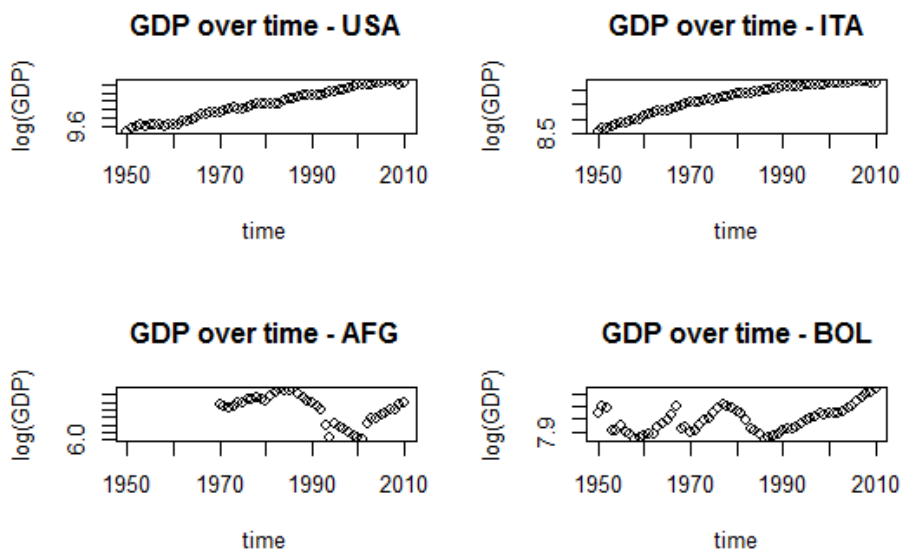 GDP over time - USA
log(GDP)
9.6
1950 1970 1990 2010
time
GDP over time - ITA
log(GDP)
8.5
1950 1970 1990 2010
time
GDP over time - AFG
log(GDP)
6.0
1950 1970 1990 2010
time
GDP over time - BOL
log(GDP)
7.9
1950 1970 1990 2010
time